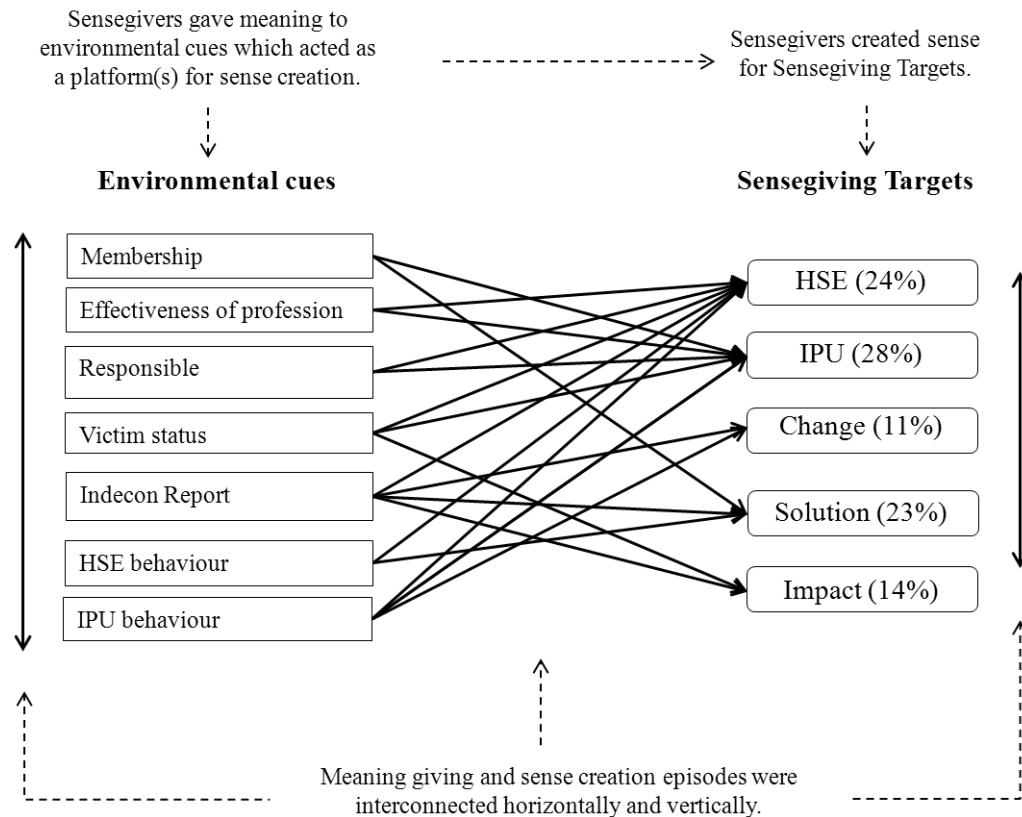 Sensegivers gave meaning to
environmental cues which acted as
a platform(s) for sense creation.
Sensegivers created sense
for Sensegiving Targets.
Environmental cues
Sensegiving Targets
Membership
Effectiveness of profession
Responsible
Victim status
Indecon Report
HSE behaviour
IPU behaviour
HSE (24%)
IPU (28%)
Change (11%)
Solution (23%)
Impact (14%)
Meaning giving and sense creation episodes were
interconnected horizontally and vertically.